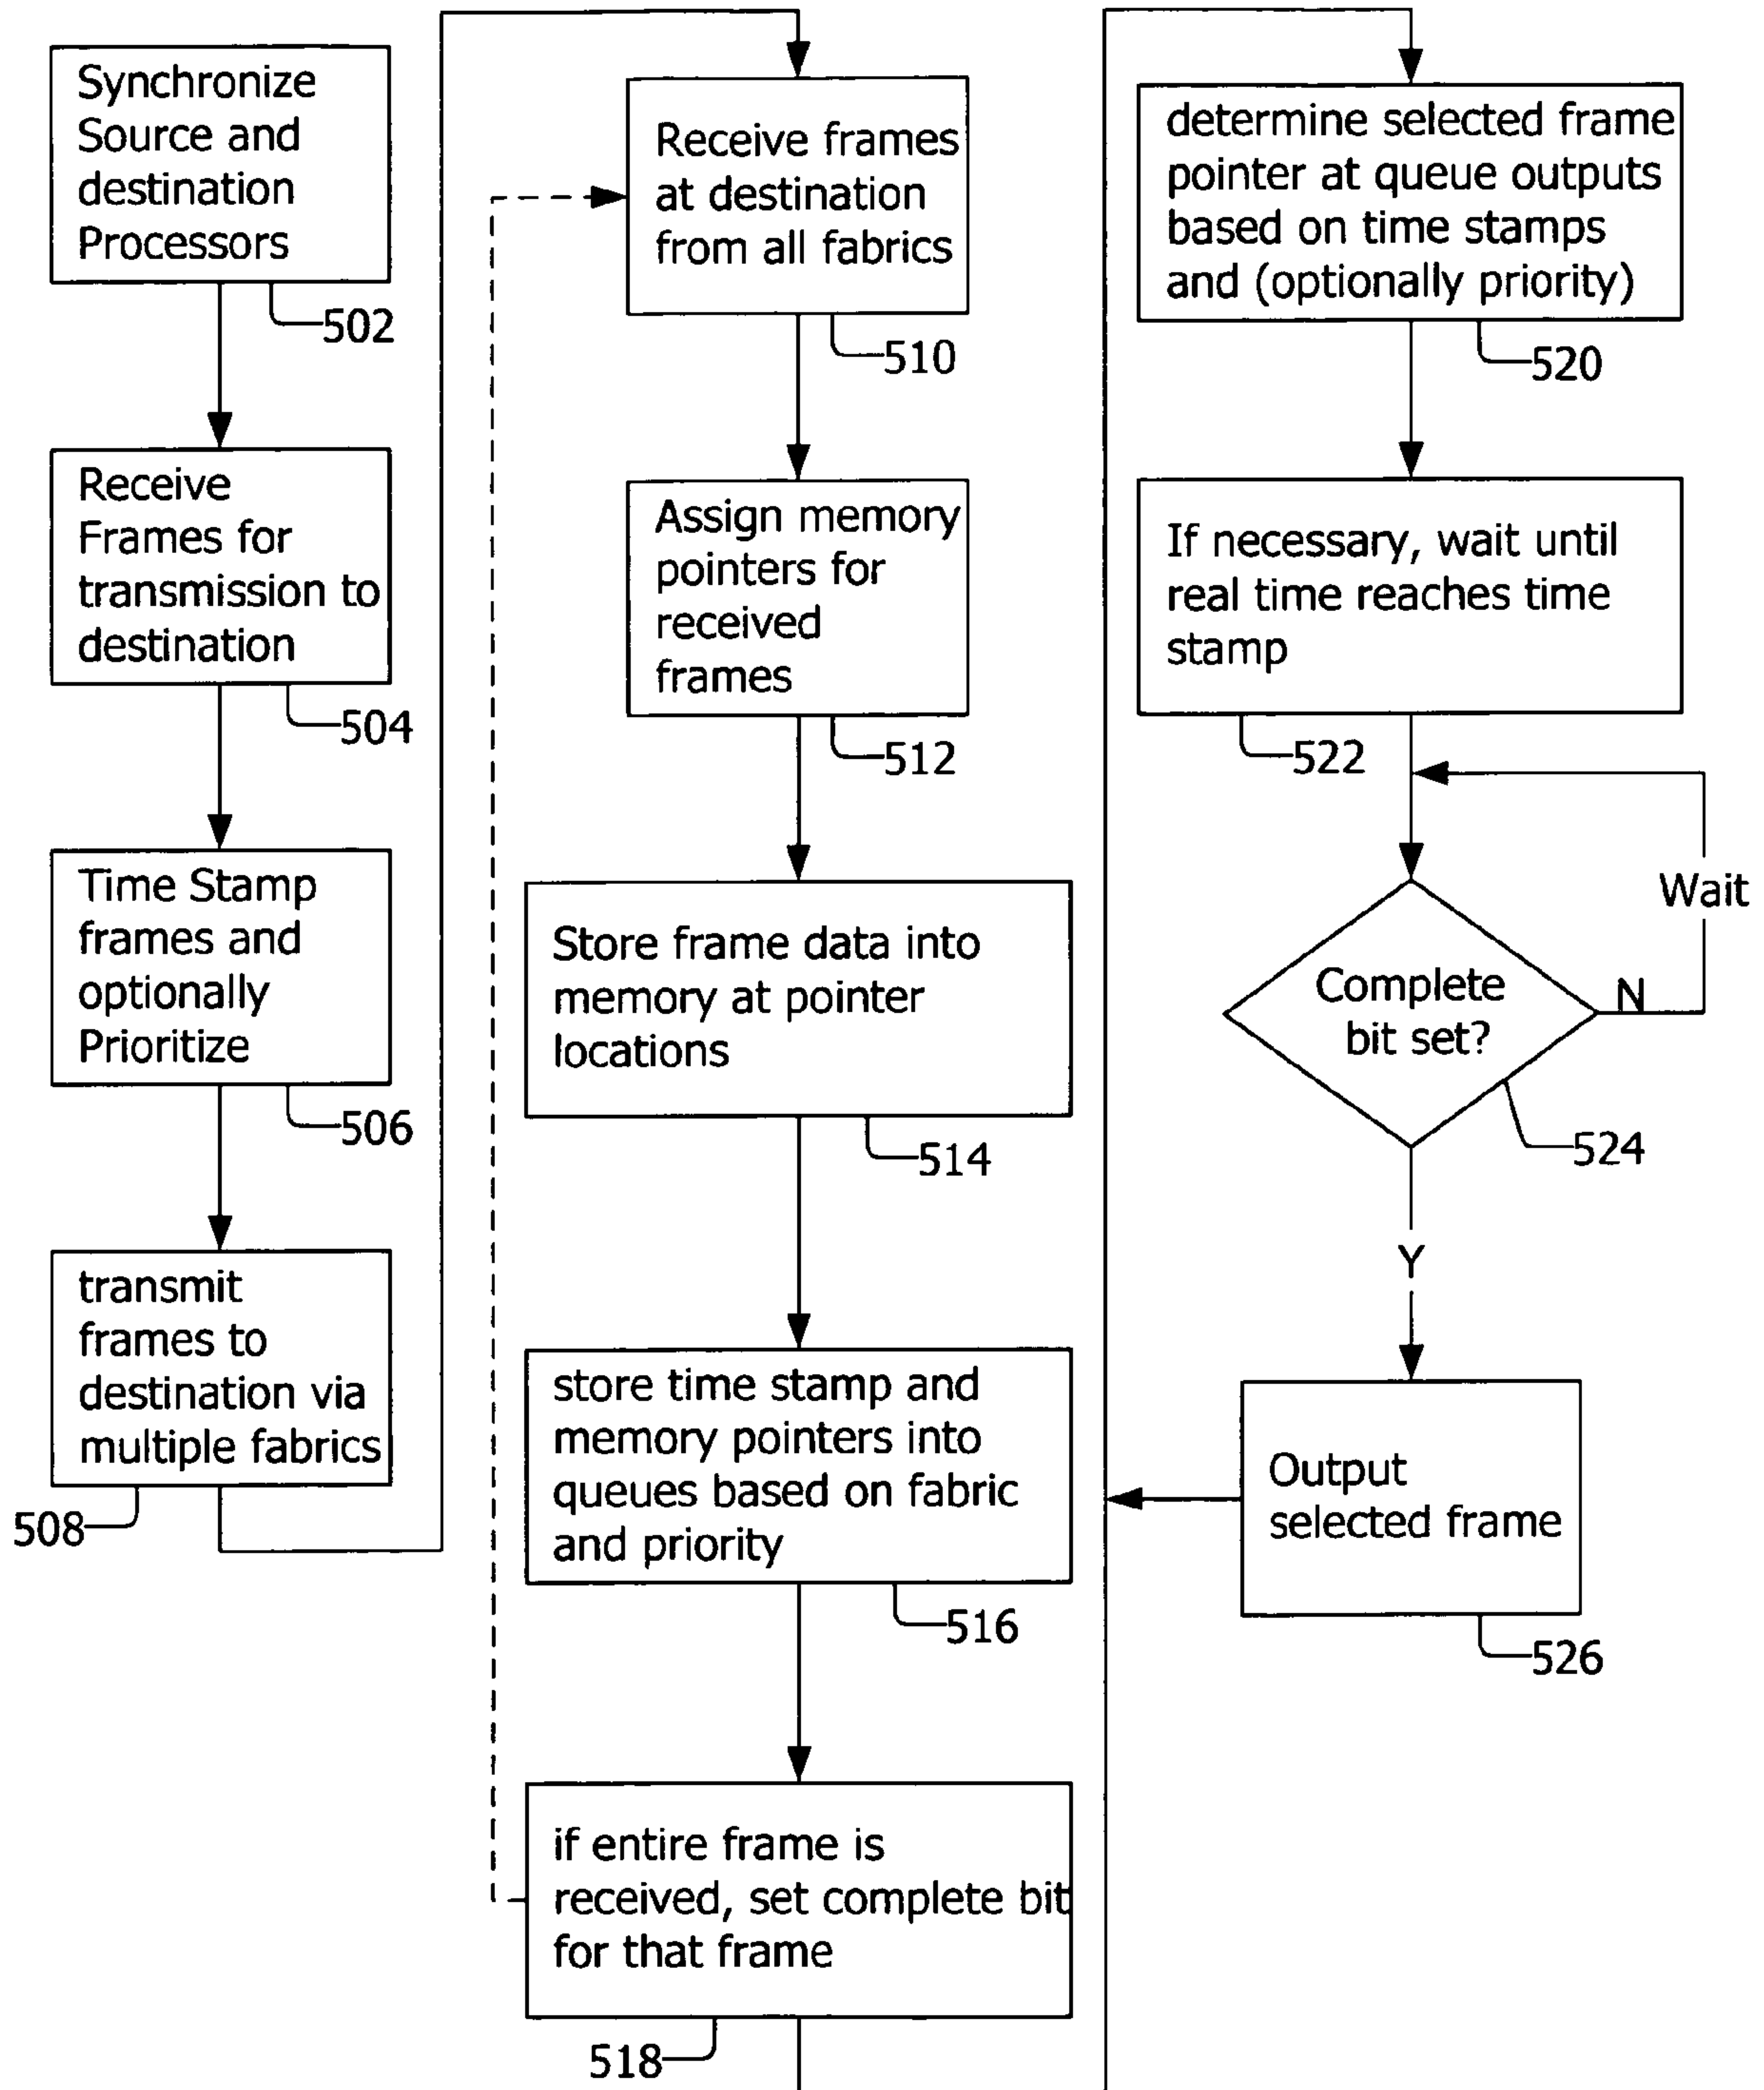 Synchronize
Source and
destination
Processors
502
Receive
Frames for
transmission to
destination
504
Time Stamp
frames and
optionally
Prioritize
506
transmit
frames to
destination via
multiple fabrics
508
Receive frames
at destination
from all fabrics
510
Assign memory
pointers for
received
frames
512
Store frame data into
memory at pointer
locations
514
store time stamp and
memory pointers into
queues based on fabric
and priority
516
if entire frame is
received, set complete bit
for that frame
518
determine selected frame
pointer at queue outputs
based on time stamps
and (optionally priority)
520
If necessary, wait until
real time reaches time
stamp
522
Wait
Complete
bit set?
N
524
Y
Output
selected frame
526